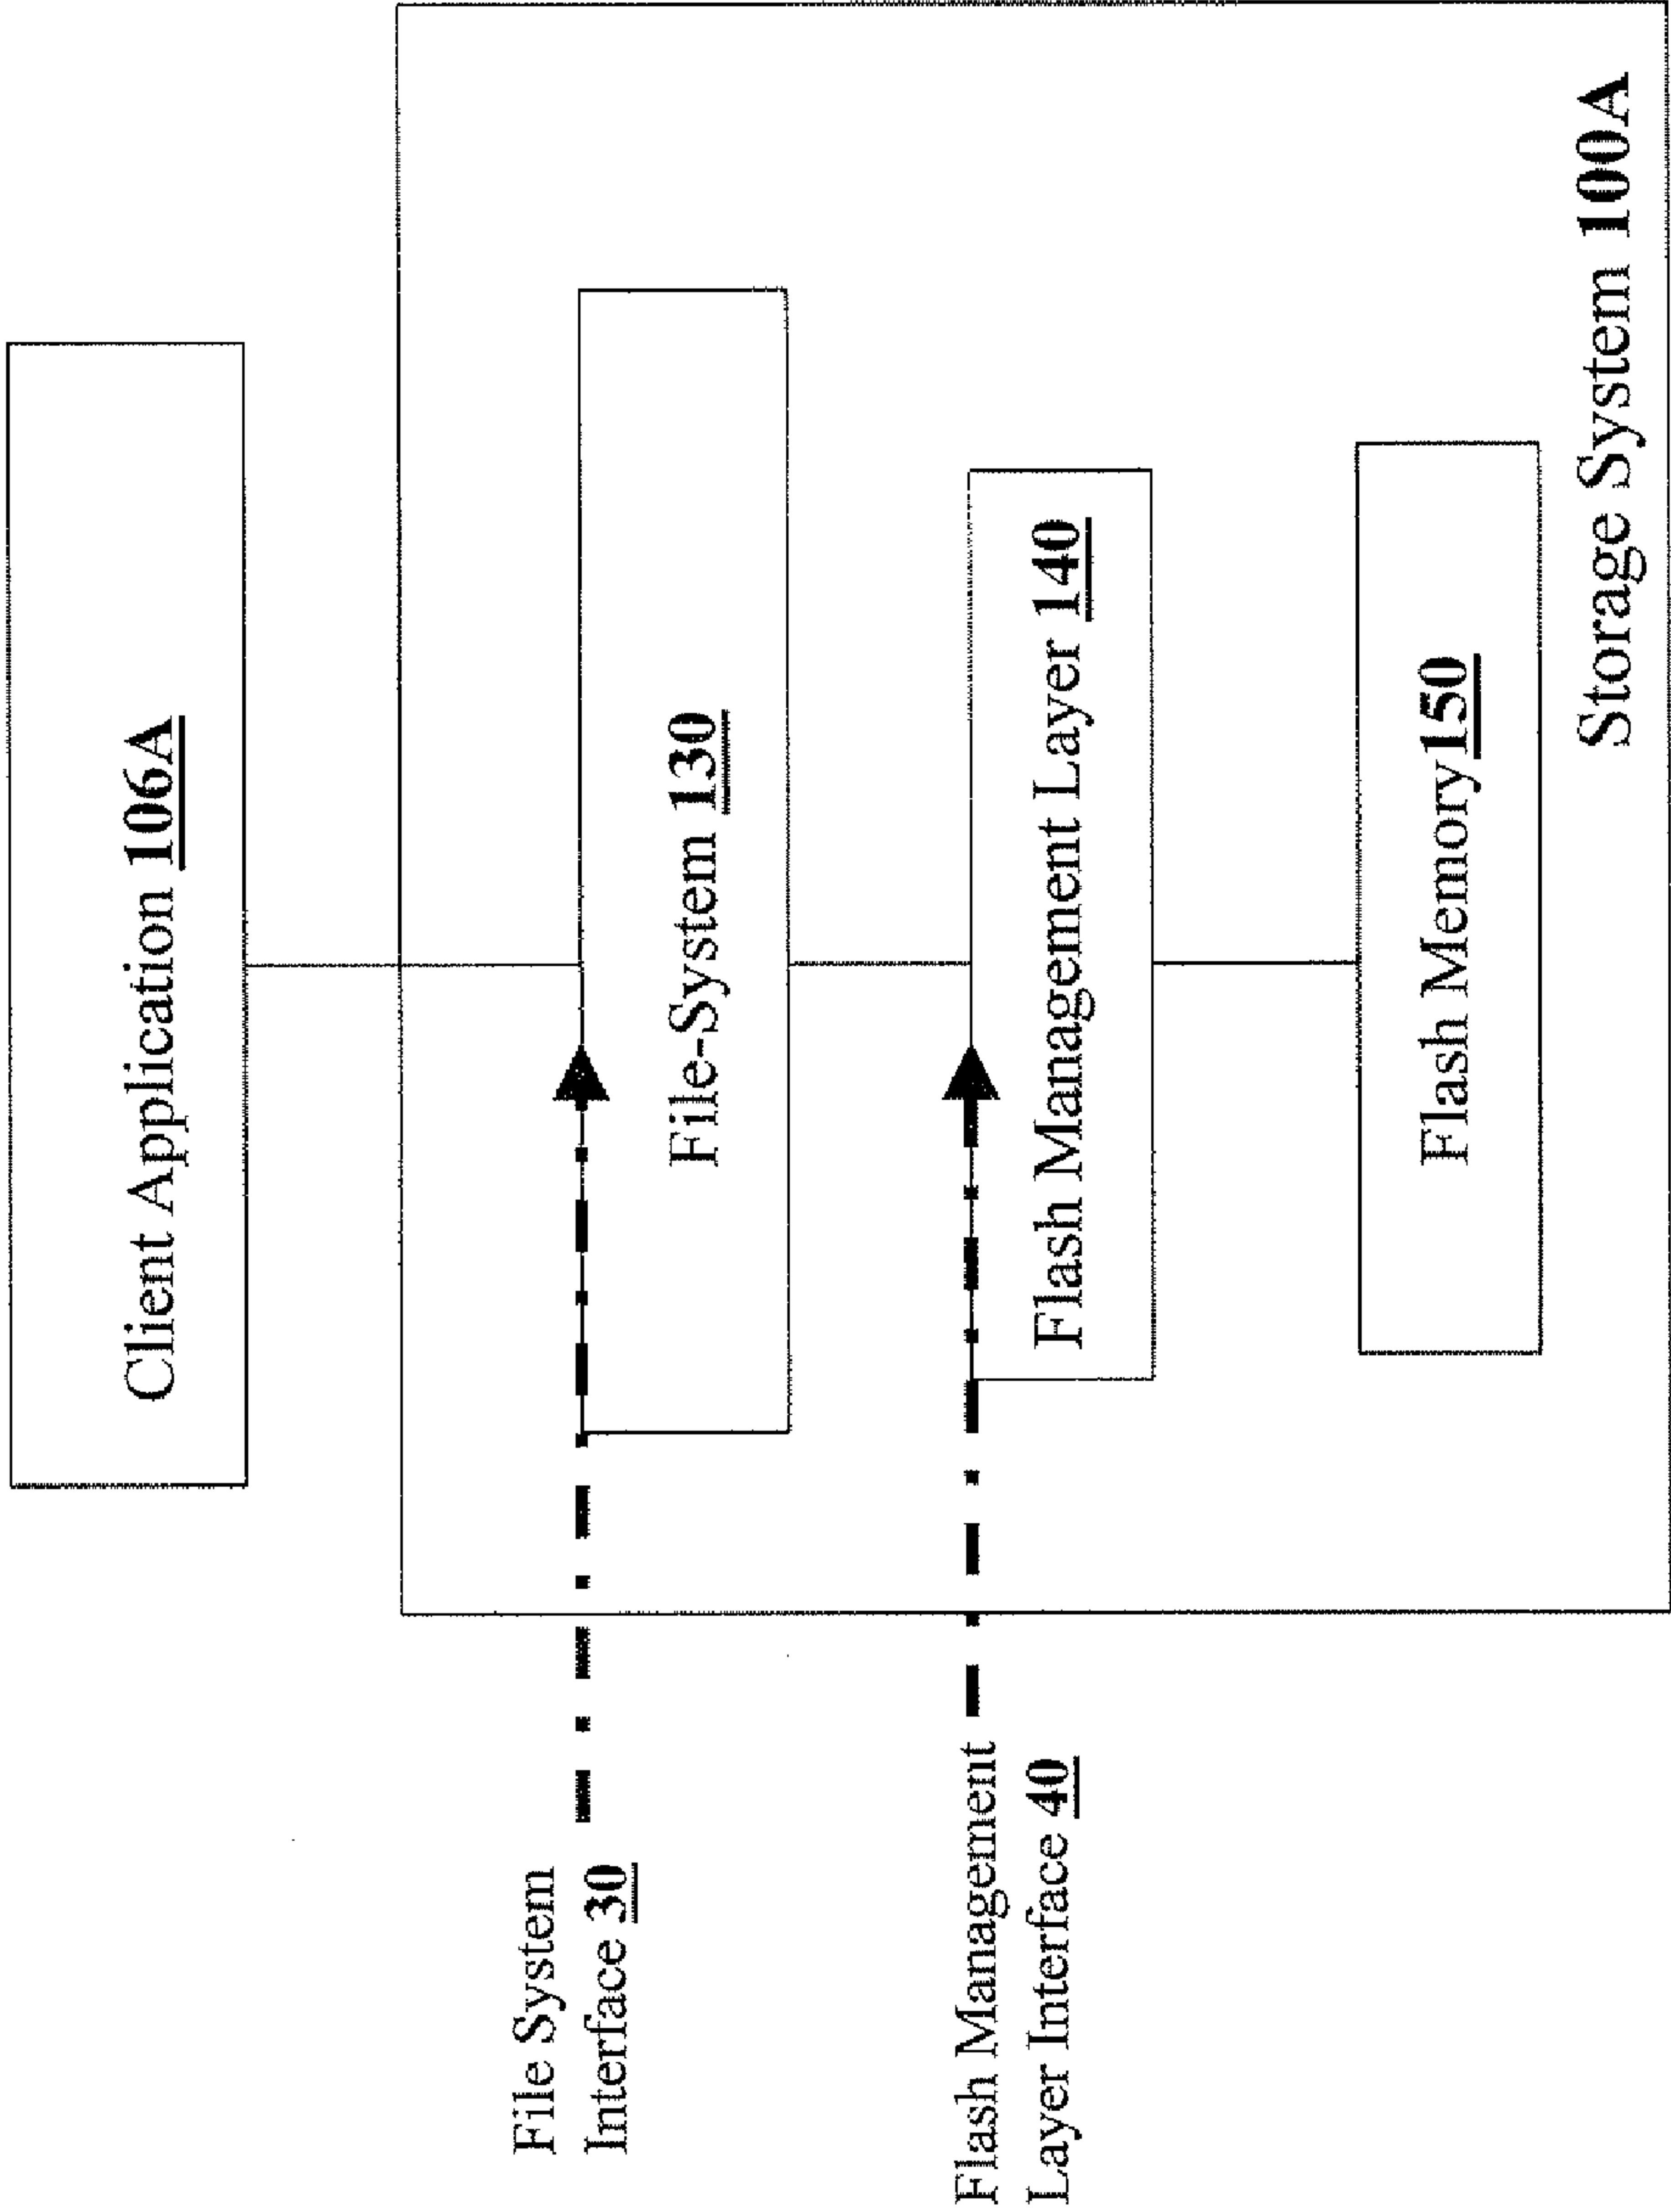 Client Application 106A
File System
Interface 30
File-System 130
Flash Management
Layer Interface 40
Flash Management Layer 140
Flash Memory150
Storage System 100A